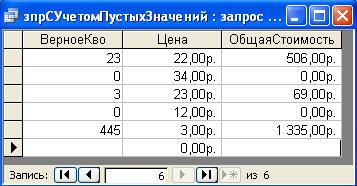 зпрСУчетомПустыхЗначений : запрос ...
ВерноеКво Цена ОбщаяСтоимость
23 22,00р. 506,00р.
0 34,00р. 0,00р.
3 23,00р. 69,00р.
0 12,00р. 0,00р.
445 3,00р. 1 335,00р.
0,00р.
Запись: 6 из 6